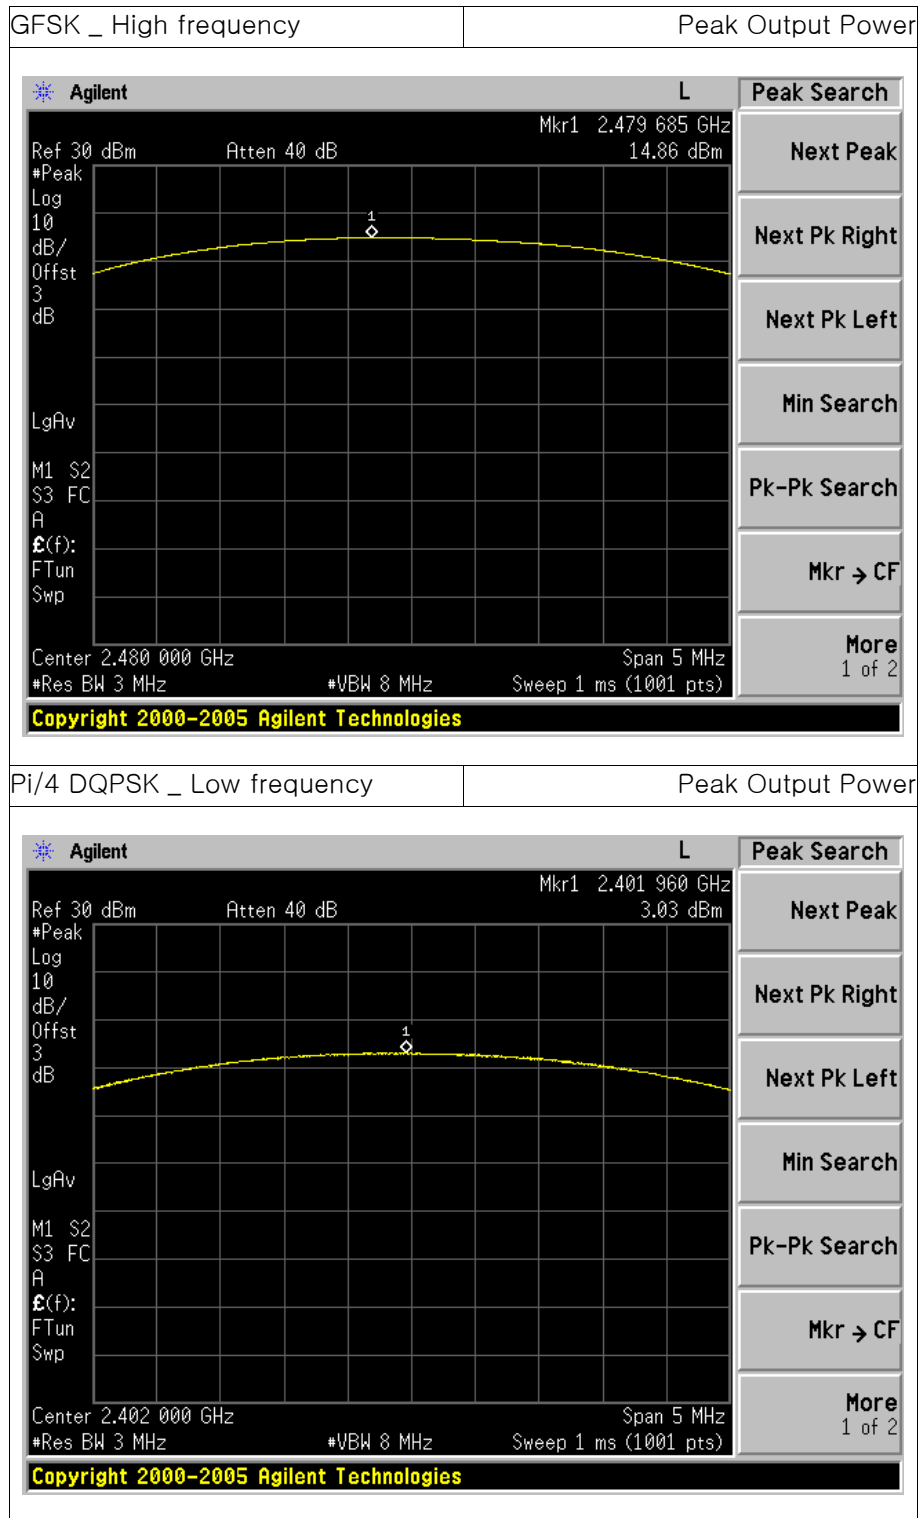 GFSK _ High frequency Peak Output Power
Agilent L Peak Search
Mkr1 2.479 685 GHz
Ref 30 dBm Atten 40 dB 14.86 dBm
#Peak
Log
10
dB/
Offst
3
dB
1
LgAv
M1 S2
S3 FC
A
£(f):
FTun
Swp
Center 2.480 000 GHz Span 5 MHz
#Res BW 3 MHz #VBW 8 MHz Sweep 1 ms (1001 pts)
Copyright 2000-2005 Agilent Technologies
Next Peak
Next Pk Right
Next Pk Left
Min Search
Pk-Pk Search
Mkr → CF
More
1 of 2
Pi/4 DQPSK _ Low frequency Peak Output Power
Agilent L Peak Search
Mkr1 2.401 960 GHz
Ref 30 dBm Atten 40 dB 3.03 dBm
#Peak
Log
10
dB/
Offst
3
dB
1
LgAv
M1 S2
S3 FC
A
£(f):
FTun
Swp
Center 2.402 000 GHz Span 5 MHz
#Res BW 3 MHz #VBW 8 MHz Sweep 1 ms (1001 pts)
Copyright 2000-2005 Agilent Technologies
Next Peak
Next Pk Right
Next Pk Left
Min Search
Pk-Pk Search
Mkr → CF
More
1 of 2